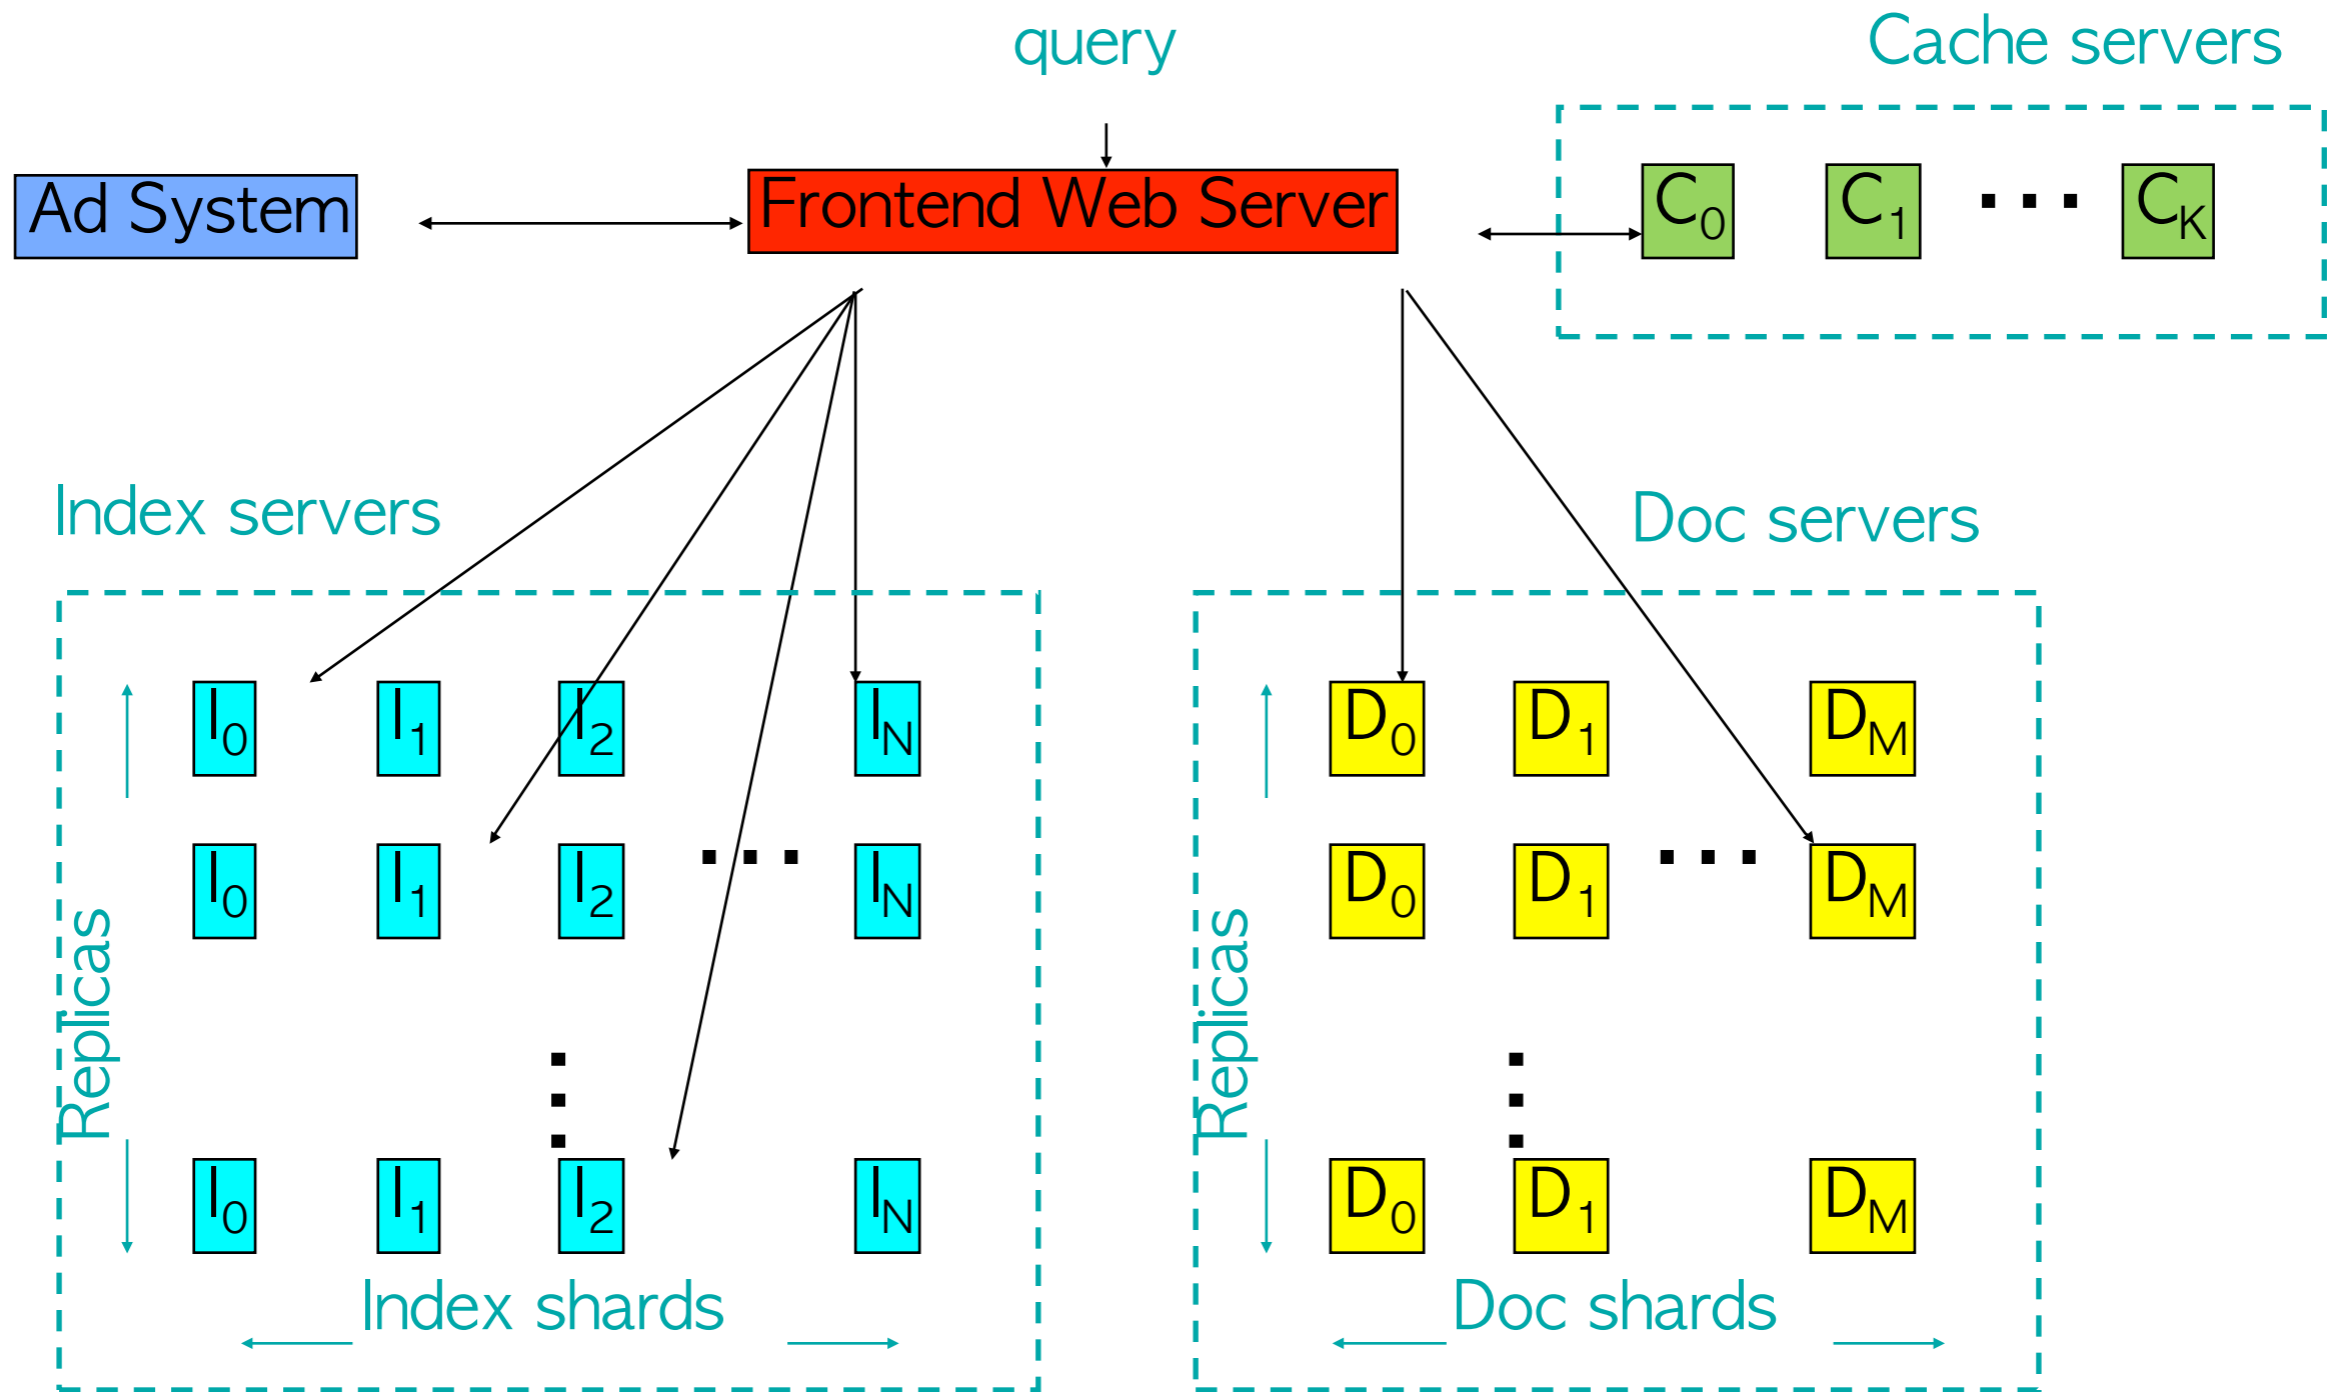 query
Cache servers
Ad System
Frontend Web Server
C0 C1 ... CK
Index servers
Doc servers
I0 I1 I2 IN
D0 D1 DM
I0 I1 I2 ... IN
D0 D1 ... DM
Replicas
Replicas
I0 I1 I2 IN
D0 D1 DM
Index shards
Doc shards